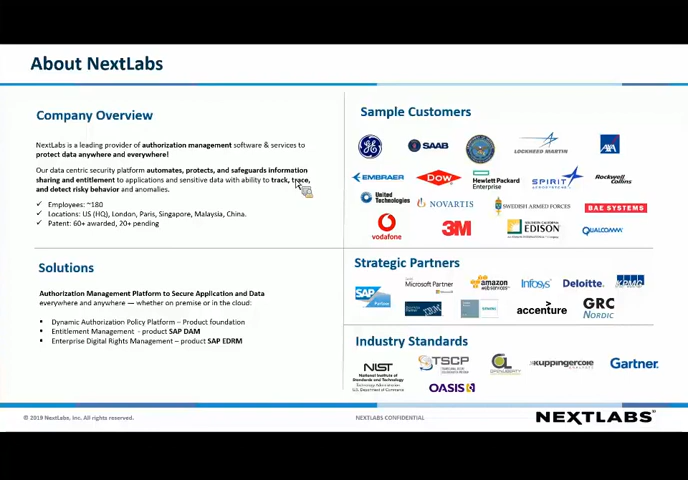 About NextLabs
Company Overview
NextLabs is a leading provider of authorization management software & services to
protect data anywhere and everywhere!
Our data centric security platform automates, protects, and safeguards information
sharing and entitlement to applications and sensitive data with ability to track, trace,
and detect risky behavior and anomalies.
✓ Employees: ~180
✓ Locations: US (HQ), London, Paris, Singapore, Malaysia, China.
✓ Patent: 60+ awarded, 20+ pending
Solutions
Authorization Management Platform to Secure Application and Data
everywhere and anywhere — whether on premise or in the cloud:
▪ Dynamic Authorization Policy Platform – Product foundation
▪ Entitlement Management - product SAP DAM
▪ Enterprise Digital Rights Management – product SAP EDRM
Sample Customers
SAAB
LOCKHEED MARTIN
AXA
EMBRAER
Dow
Hewlett Packard
Enterprise
SPIRIT
AEROSYSTEMS
Rockwell
Collins
United
Technologies
NOVARTIS
SWEDISH ARMED FORCES
BAE SYSTEMS
vodafone
3M
EDISON
QUALCOMM
Strategic Partners
SAP
Partner
Microsoft Partner
amazon
webservices
Infosys
Deloitte.
KPMG
IBM
accenture
GRC
NORDIC
Industry Standards
NIST
National Institute of
Standards and Technology
Technology Administration
U.S. Department of Commerce
TSCP
kuppingercole
Gartner.
OASIS
© 2019 NextLabs, Inc. All rights reserved.
NEXTLABS CONFIDENTIAL
NEXTLABS